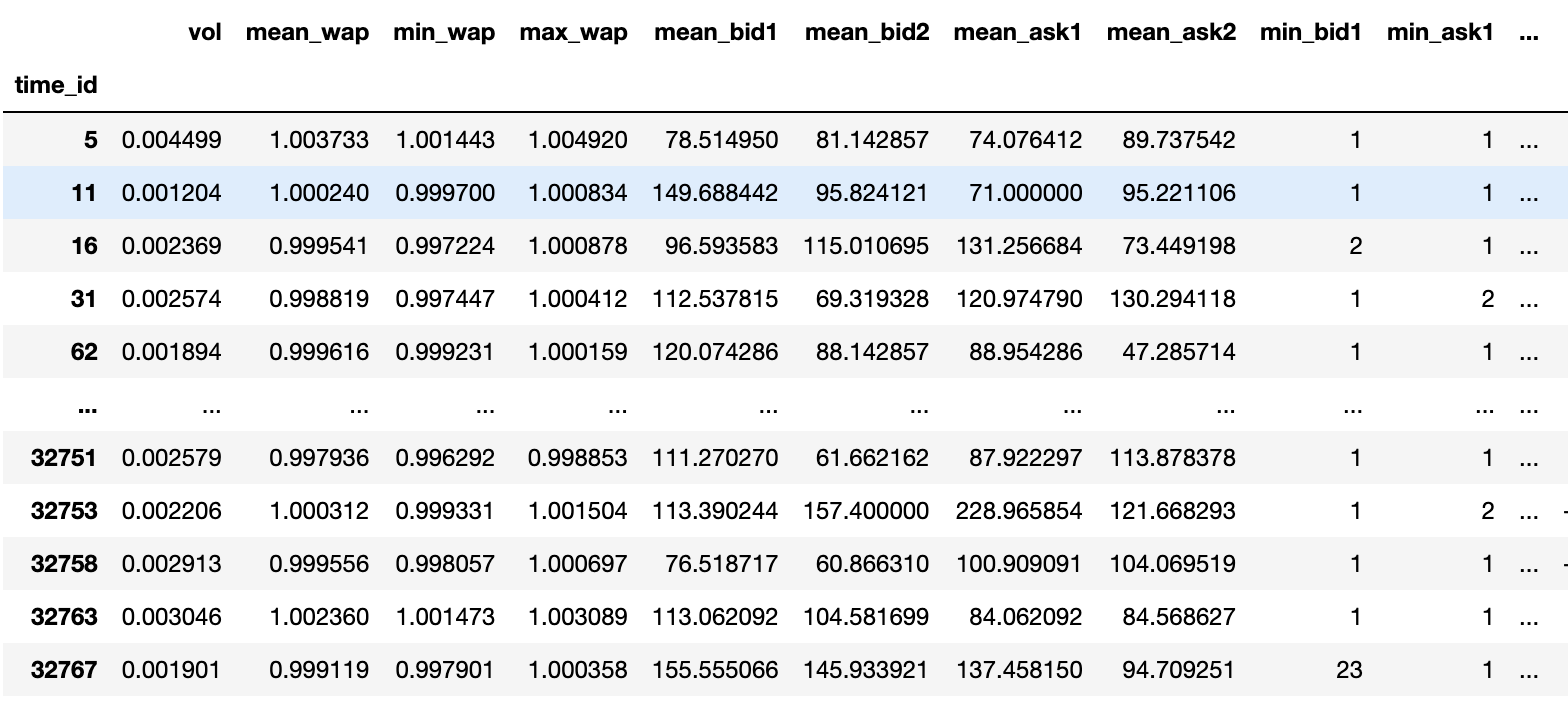 vol mean_wap min_wap max_wap mean_bid1 mean_bid2 mean_ask1 mean_ask2 min_bid1 min_ask1 ...
time_id
5 0.004499 1.003733 1.001443 1.004920 78.514950 81.142857 74.076412 89.737542 1 1 ...
11 0.001204 1.000240 0.999700 1.000834 149.688442 95.824121 71.000000 95.221106 1 1 ...
16 0.002369 0.999541 0.997224 1.000878 96.593583 115.010695 131.256684 73.449198 2 1 ...
31 0.002574 0.998819 0.997447 1.000412 112.537815 69.319328 120.974790 130.294118 1 2 ...
62 0.001894 0.999616 0.999231 1.000159 120.074286 88.142857 88.954286 47.285714 1 1 ...
... ... ... ... ... ... ... ... ... ... ... ...
32751 0.002579 0.997936 0.996292 0.998853 111.270270 61.662162 87.922297 113.878378 1 1 ...
32753 0.002206 1.000312 0.999331 1.001504 113.390244 157.400000 228.965854 121.668293 1 2 ...
32758 0.002913 0.999556 0.998057 1.000697 76.518717 60.866310 100.909091 104.069519 1 1 ...
32763 0.003046 1.002360 1.001473 1.003089 113.062092 104.581699 84.062092 84.568627 1 1 ...
32767 0.001901 0.999119 0.997901 1.000358 155.555066 145.933921 137.458150 94.709251 23 1 ...